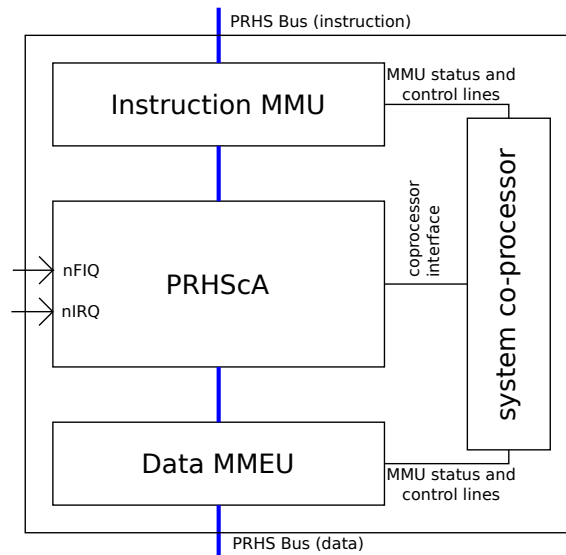 PRHS Bus (instruction)
MMU status and
control lines
Instruction MMU
coprocessor
interface
system co-processor
nFIQ
PRHScA
nIRQ
Data MMEU
MMU status and
control lines
PRHS Bus (data)